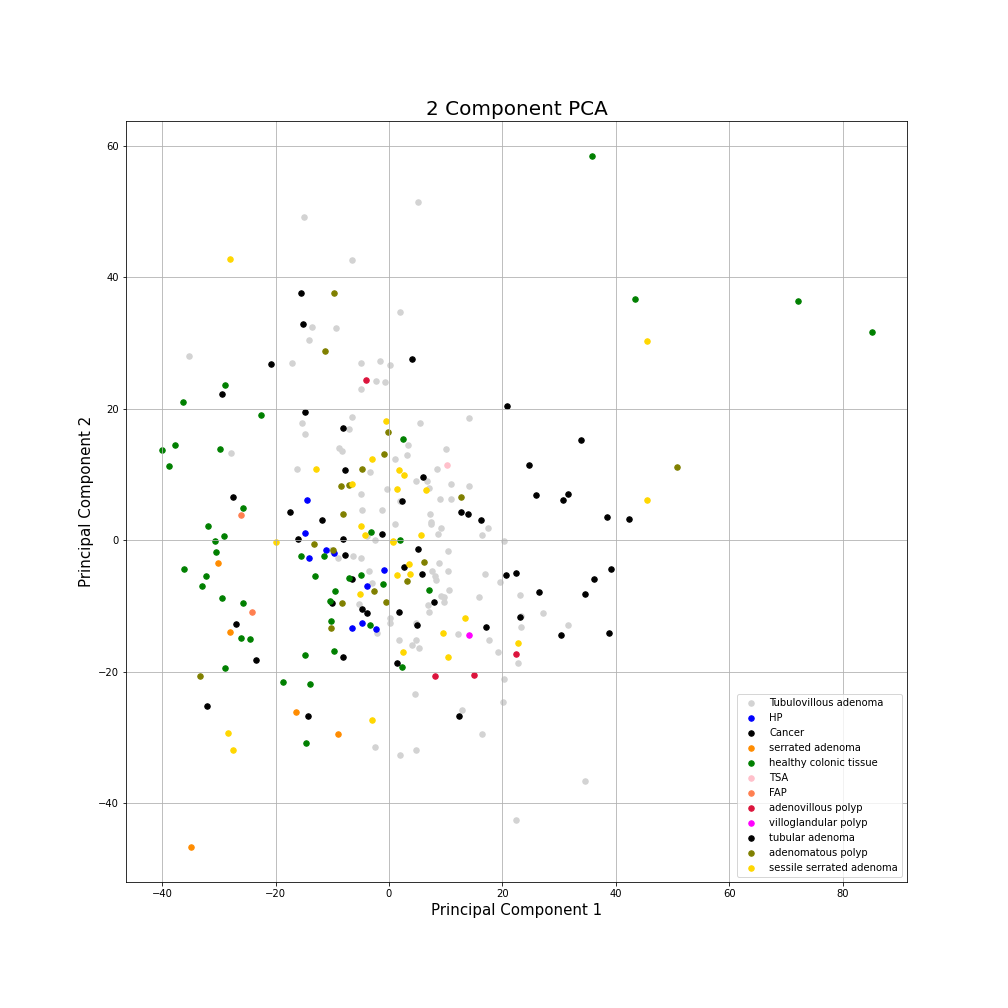 2 Component PCA
60
40
20
0
−20
−40
Principal Component 2
−40
−20
0
20
40
60
80
Principal Component 1
Tubulovillous adenoma
HP
Cancer
serrated adenoma
healthy colonic tissue
TSA
FAP
adenovillous polyp
villoglandular polyp
tubular adenoma
adenomatous polyp
sessile serrated adenoma